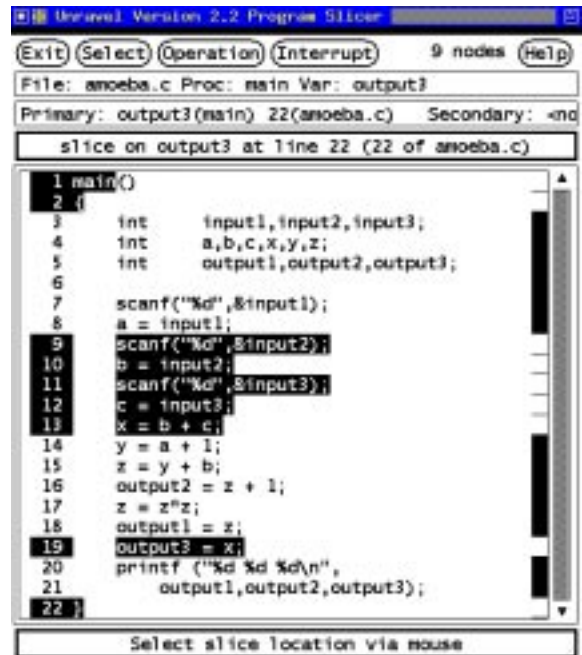 Unravel Version 2.2 Program Slicer
Exit Select Operation Interrupt 9 nodes Help
File: amoeba.c Proc: main Var: output3
Primary: output3(main) 22(amoeba.c) Secondary: <no
slice on output3 at line 22 (22 of amoeba.c)
1 main()
2 {
3 int input1,input2,input3;
4 int a,b,c,x,y,z;
5 int output1,output2,output3;
6
7 scanf("%d",&input1);
8 a = input1;
9 scanf("%d",&input2);
10 b = input2;
11 scanf("%d",&input3);
12 c = input3;
13 x = b + c;
14 y = a + 1;
15 z = y + b;
16 output2 = z + 1;
17 z = z*z;
18 output1 = z;
19 output3 = x;
20 printf ("%d %d %d\n",
21 output1,output2,output3);
22 }
Select slice location via mouse